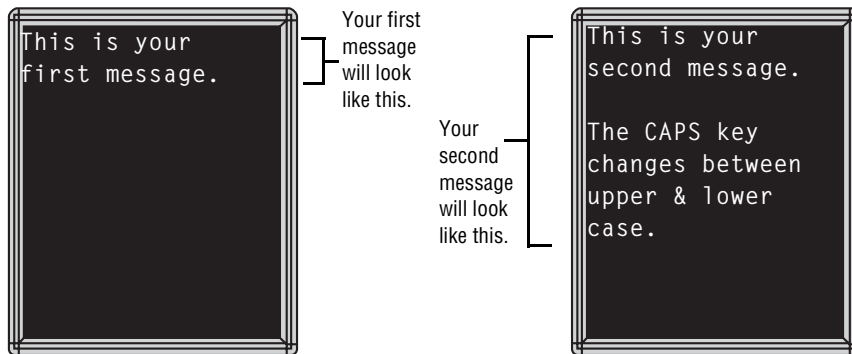 This is your
first message.
Your first
message
will look
like this.
Your
second
message
will look
like this.
This is your
second message.
The CAPS key
changes between
upper & lower
case.